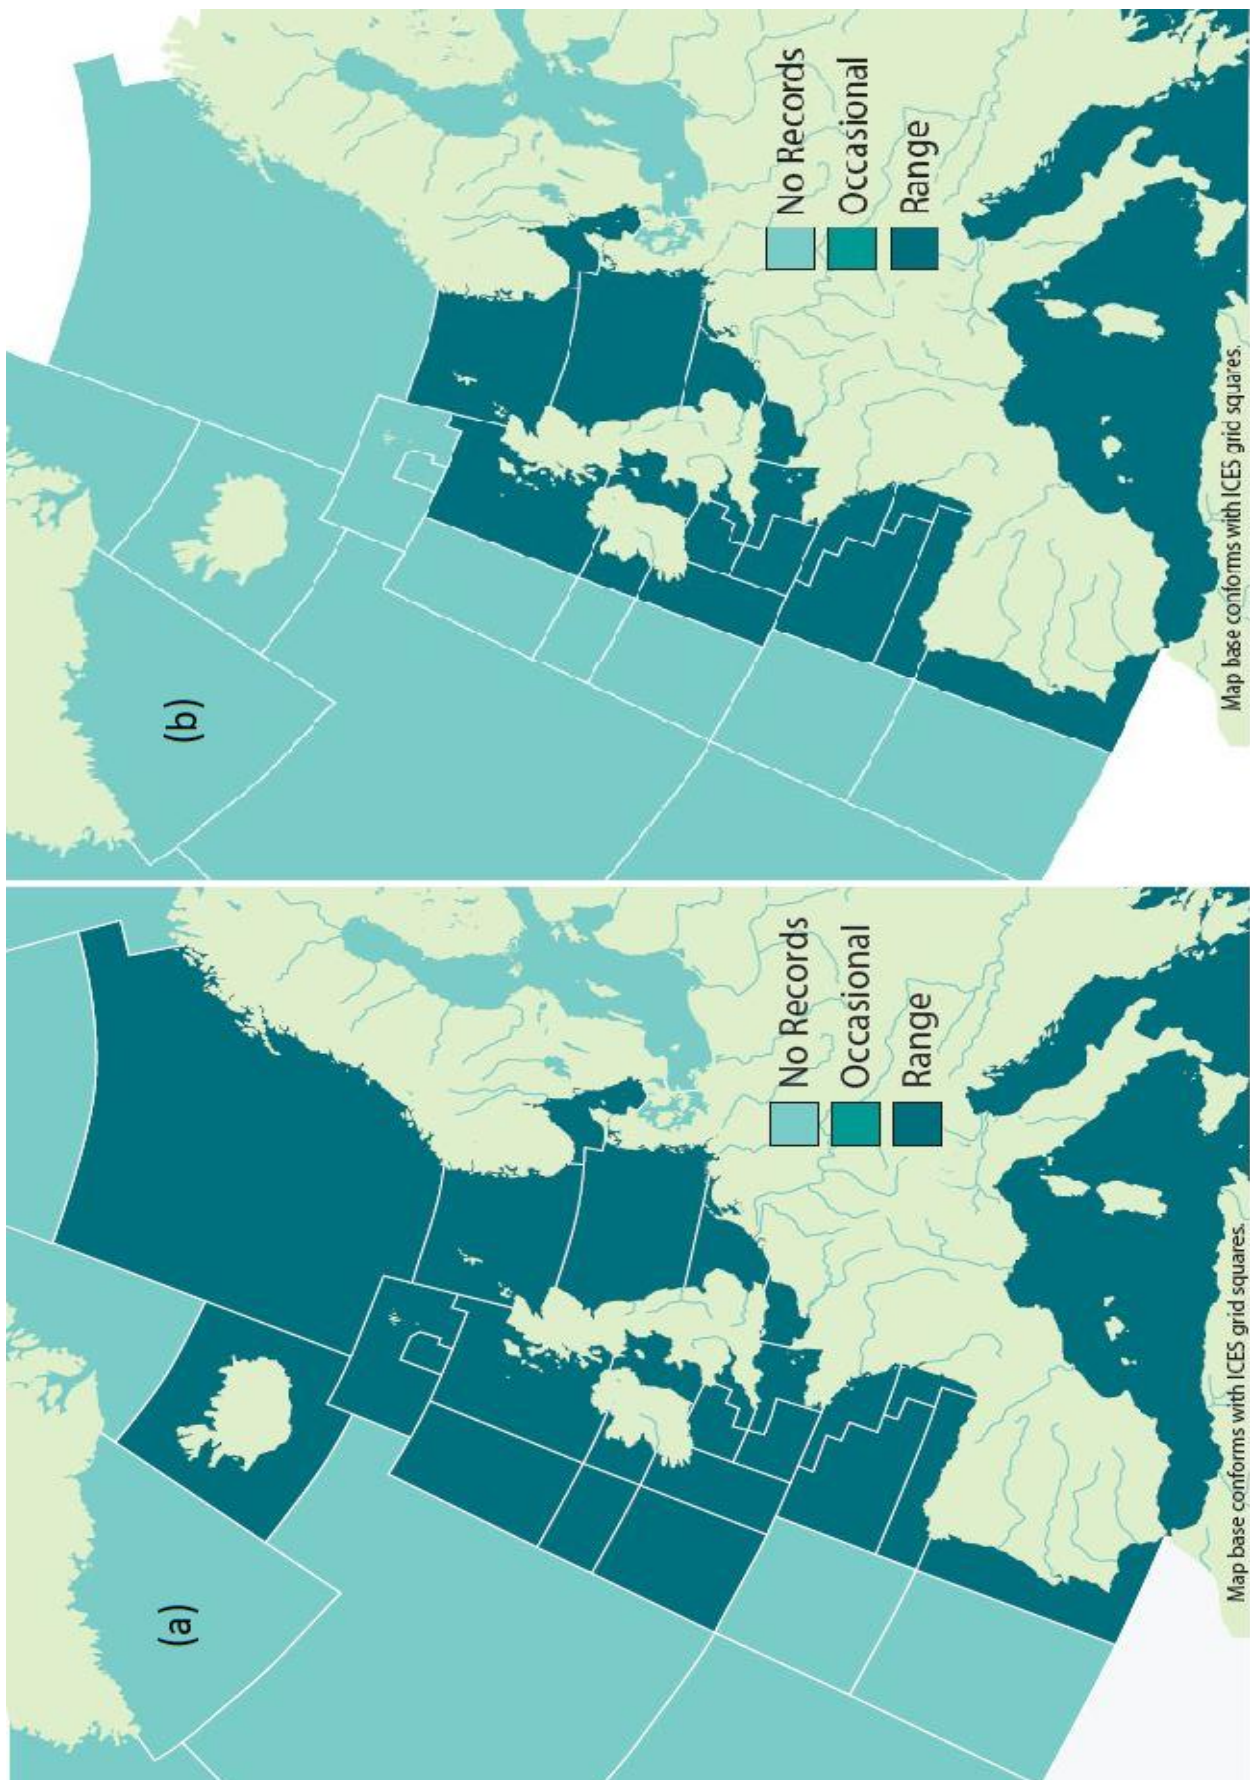 (a)
No Records
Occasional
Range
Map base conforms with ICES grid squares.
(b)
No Records
Occasional
Range
Map base conforms with ICES grid squares.